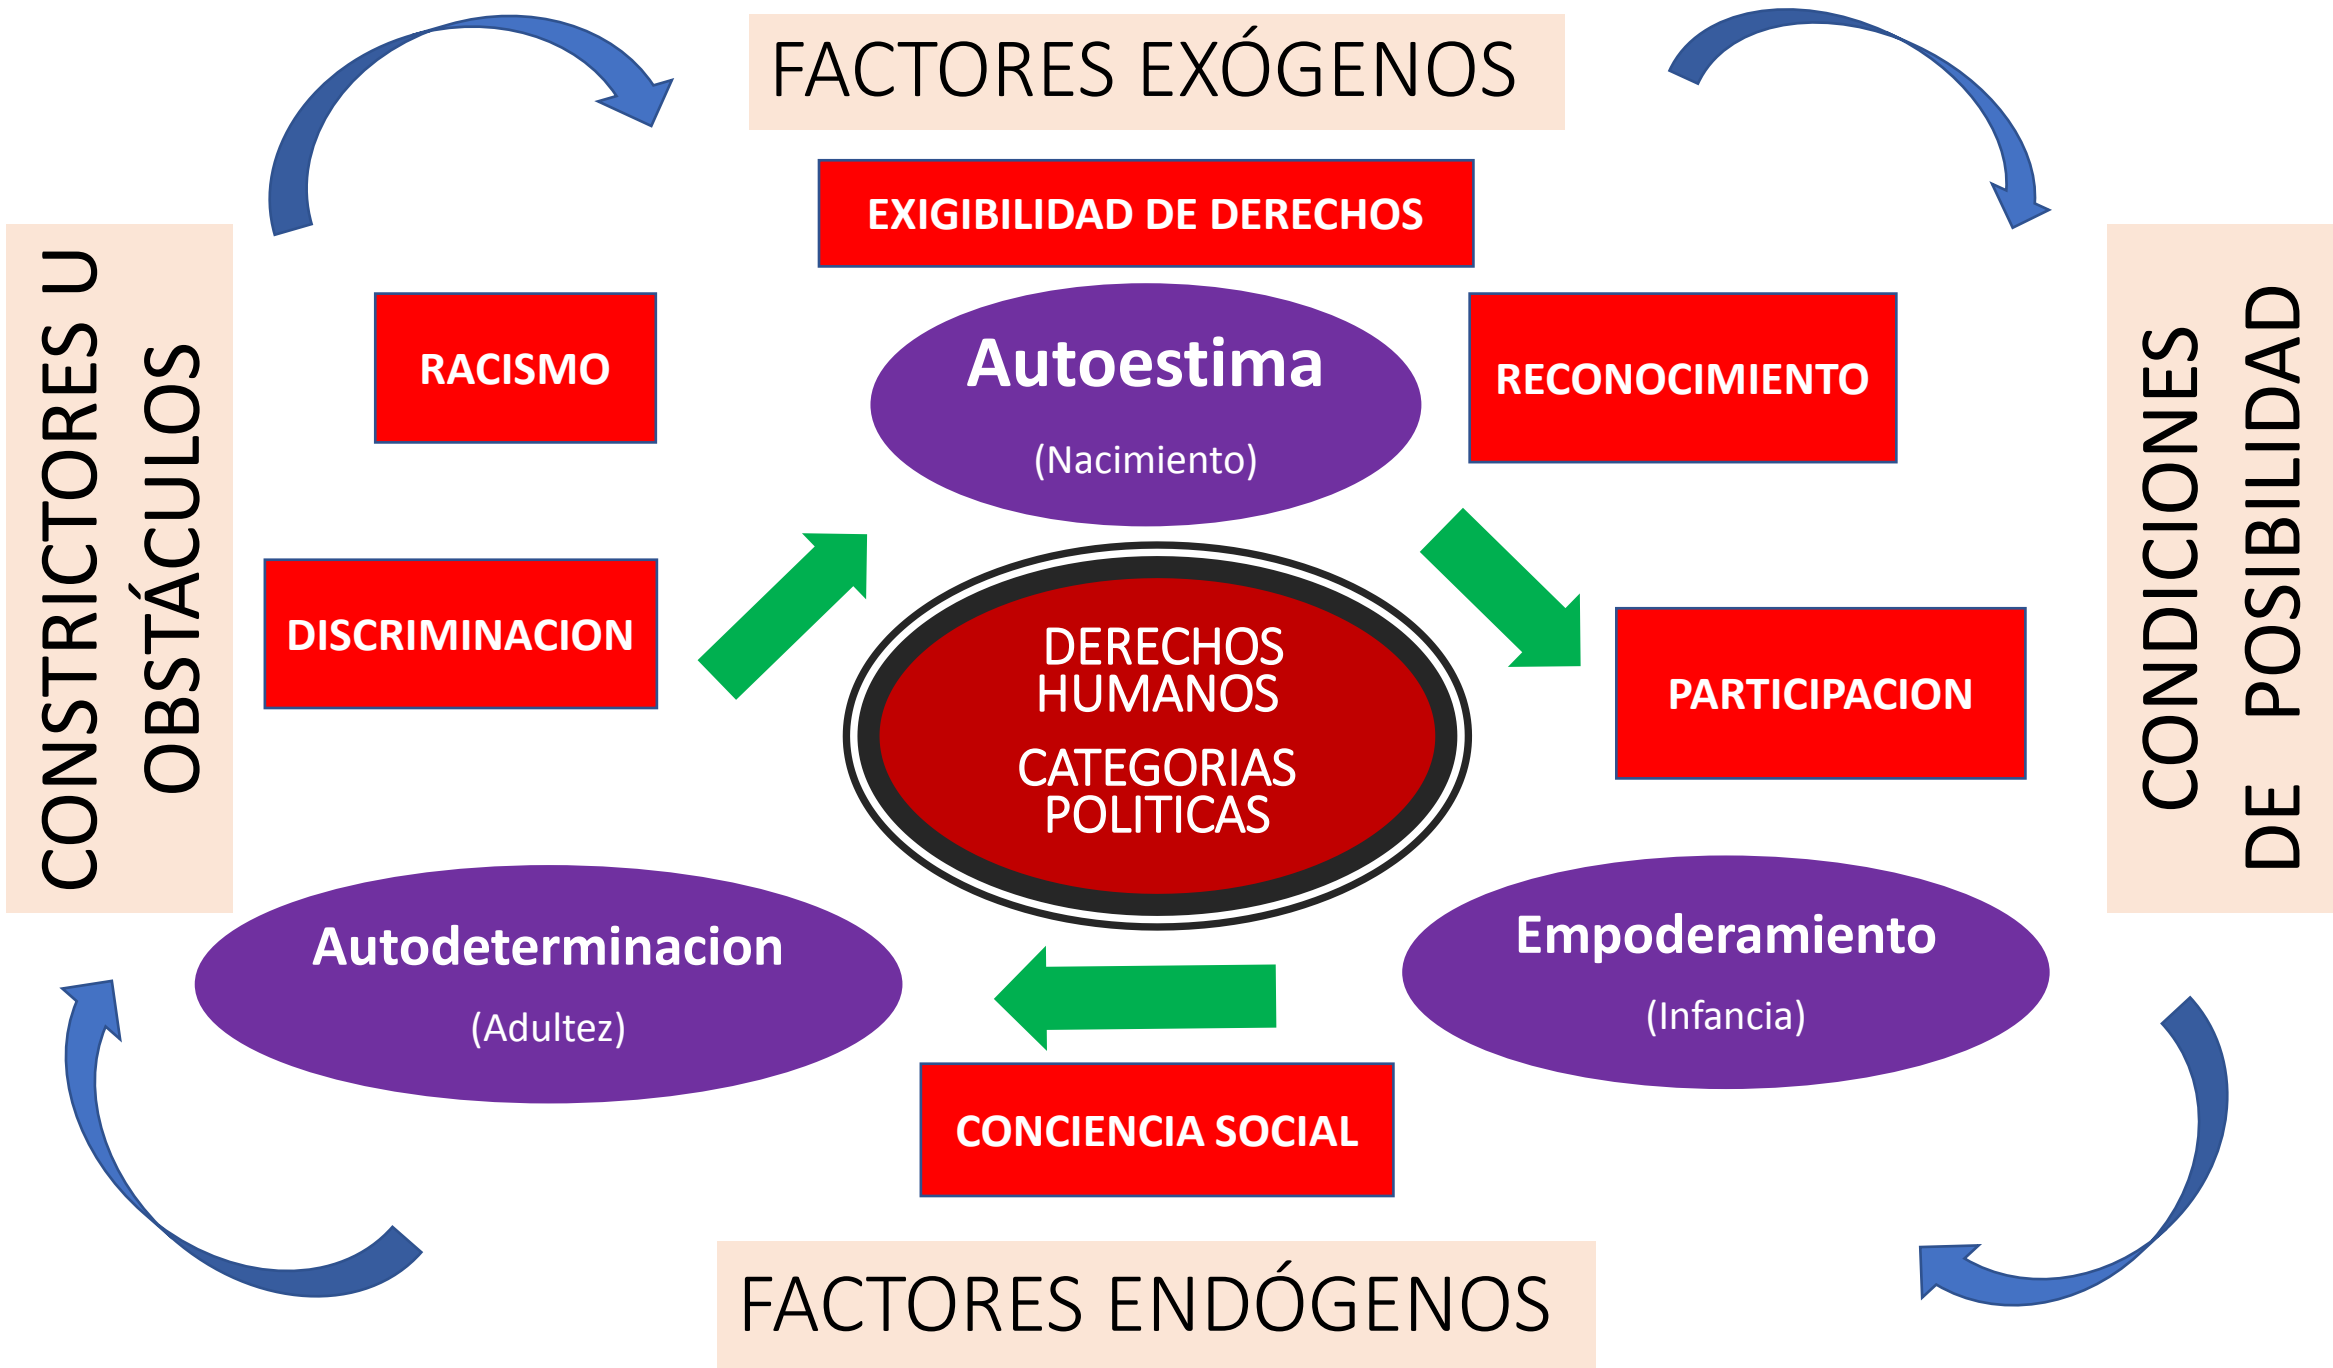 FACTORES EXÓGENOS
EXIGIBILIDAD DE DERECHOS
CONSTRICTORES U
OBSTÁCULOS
RACISMO
Autoestima
(Nacimiento)
RECONOCIMIENTO
CONDICIONES
DE POSIBILIDAD
DISCRIMINACION
DERECHOS
HUMANOS
CATEGORIAS
POLITICAS
PARTICIPACION
Autodeterminacion
(Adultez)
Empoderamiento
(Infancia)
CONCIENCIA SOCIAL
FACTORES ENDÓGENOS